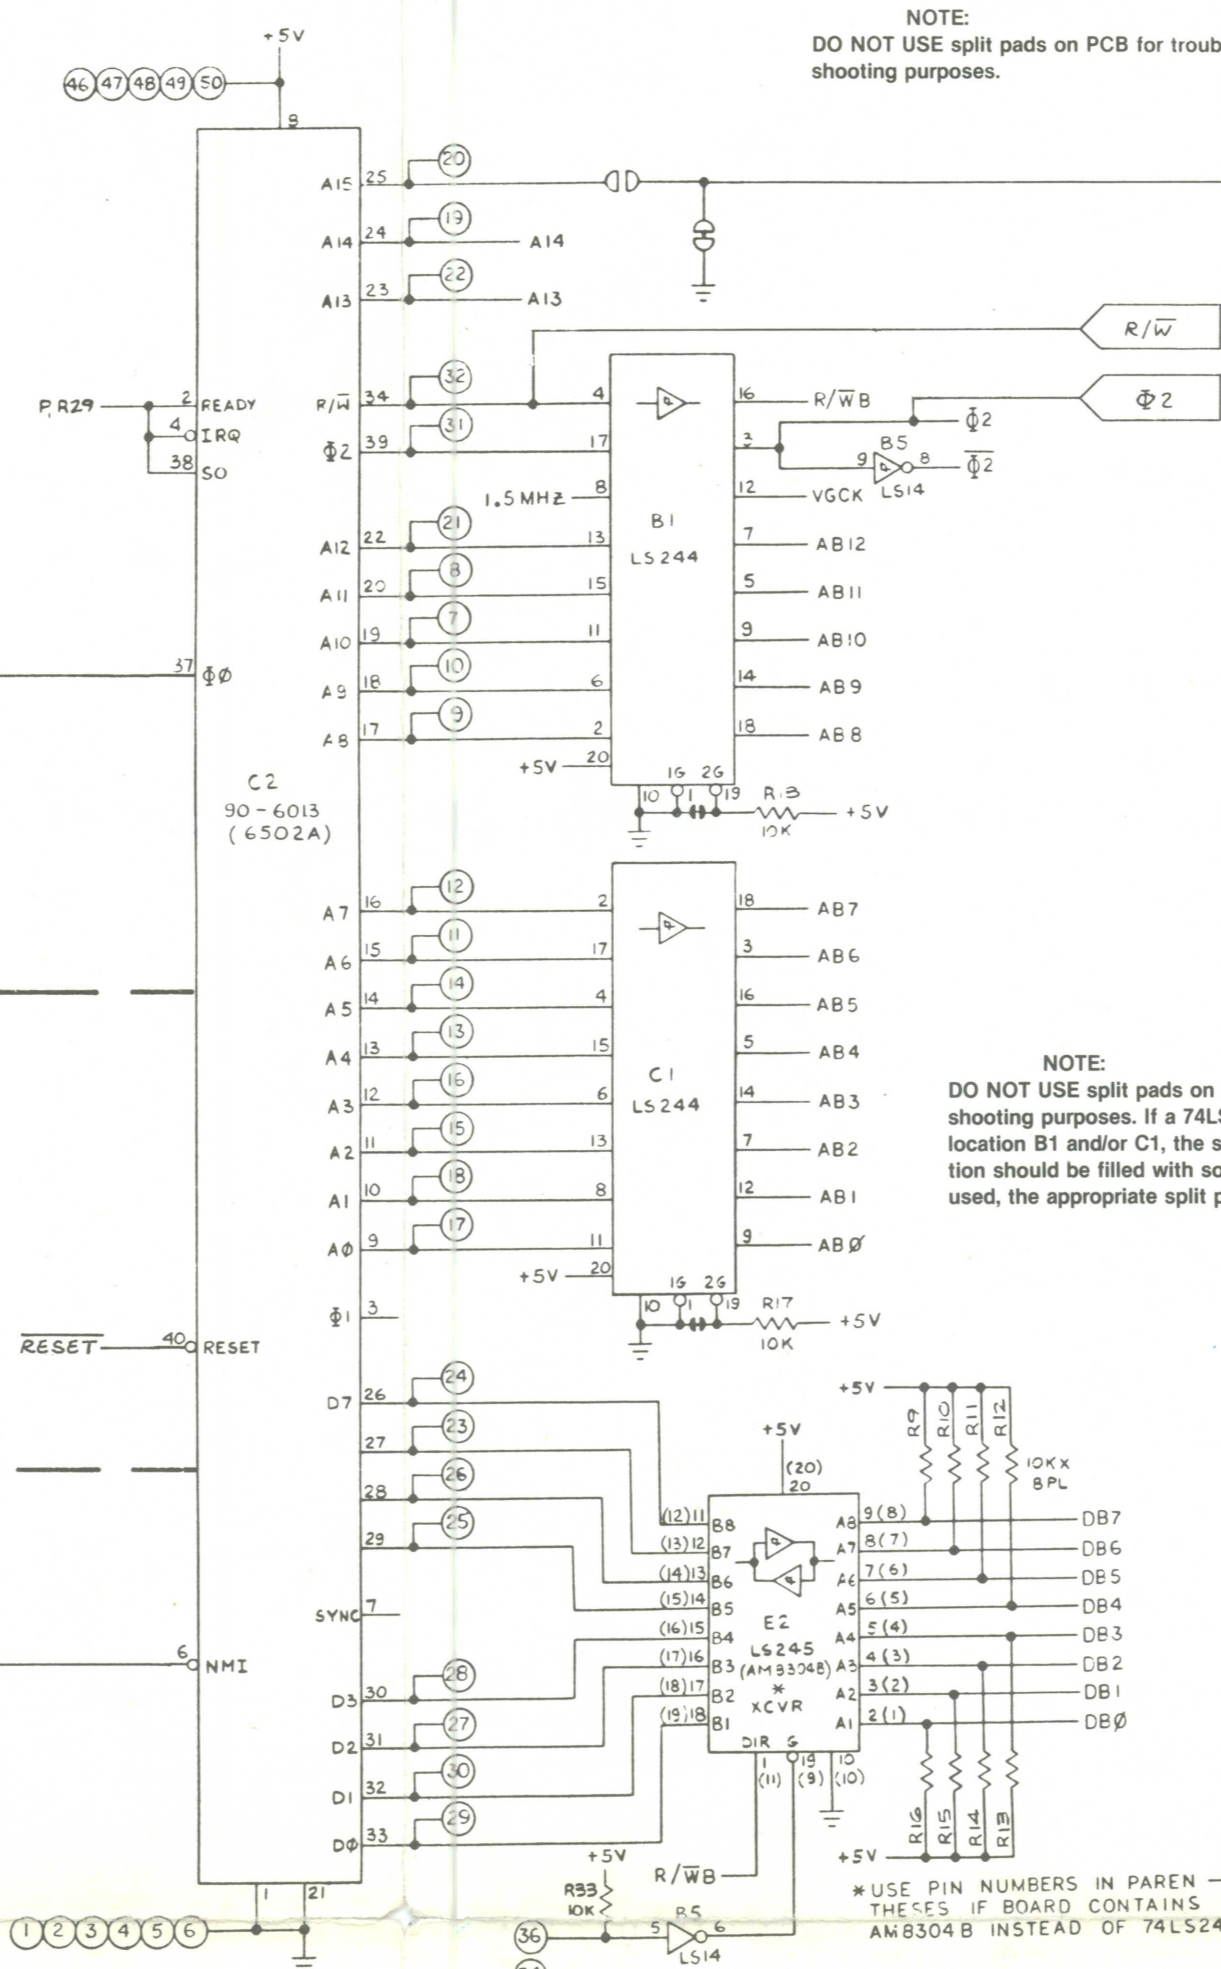 NOTE:
DO NOT USE split pads on PCB for troub
shooting purposes.
+5V
46 47 48 49 50
8
A15 25 20
A14 24 19 A14
A13 23 22 A13
R/W̅
P,R29 2 READY
4 IRQ
38 SO
R/W̅ 34 32 4 16 R/W̅B
Φ2 39 31 17 3 Φ2
Φ2
B5
9 8 Φ̅2̅
LS14
1.5MHZ 8 12 VGCK
B1
LS244
A12 22 21 13 7 AB12
A11 20 8 15 5 AB11
A10 19 7 11 9 AB10
37 ΦØ
A9 18 10 6 14 AB9
A8 17 9 2 18 AB8
+5V 20
1G 2G
10 1 19 +5V
10K
C2
90-6013
(6502A)
A7 16 12 2 18 AB7
A6 15 11 17 3 AB6
A5 14 14 4 16 AB5
A4 13 13 15 5 AB4
C1
LS244
A3 12 16 6 14 AB3
A2 11 15 13 7 AB2
A1 10 18 8 12 AB1
AΦ 9 17 11 9 ABØ
+5V 20
1G 2G
10 1 19 R17 +5V
10K
NOTE:
DO NOT USE split pads on
shooting purposes. If a 74LS
location B1 and/or C1, the s
tion should be filled with so
used, the appropriate split p
Φ1 3
R̅E̅S̅E̅T̅ 40 RESET
D7 26 24
27 23
28 26
29 25
SYNC 7
6 NMI
D3 30 28
D2 31 27
D1 32 30
DΦ 33 29
+5V
R9 R10 R11 R12
10KX
8PL
+5V
(20)
20
(12)11 B8 A8 9(8) DB7
(13)12 B7 A7 8(7) DB6
(14)13 B6 A6 7(6) DB5
(15)14 B5 A5 6(5) DB4
(16)15 B4 A4 5(4) DB3
(17)16 B3 A3 4(3) DB2
(18)17 B2 A2 3(2) DB1
(19)18 B1 A1 2(1) DBØ
E2
LS245
(AM8304B)
*
XCVR
DIR G
1 19 10
(11) (9) (10)
R16 R15 R14 R13
+5V
R/W̅B
+5V
R33
10K
36 5 B5 6
LS14
1 21
1 2 3 4 5 6
*USE PIN NUMBERS IN PAREN-
THESES IF BOARD CONTAINS
AM8304B INSTEAD OF 74LS24